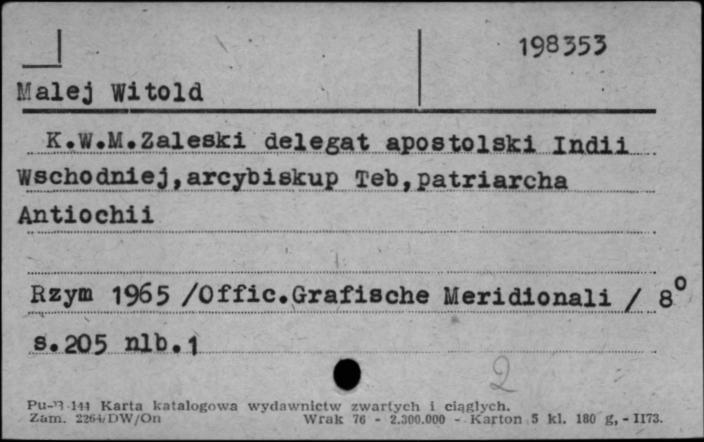 198353
Malej Witold
K.W.M.Zaleski delegat apostolski Indii
Wschodniej,arcybiskup Teb,patriarcha
Antiochii
Rzym 1965 /Offic.Grafische Meridionali / 8⁰
s.205 nlb.1
2
Pu-B 144 Karta katalogowa wydawnictw zwartych i ciągłych.
Zam. 2264/DW/On Wrak 76 - 2.300.000 - Karton 5 kl. 180 g, - II73.